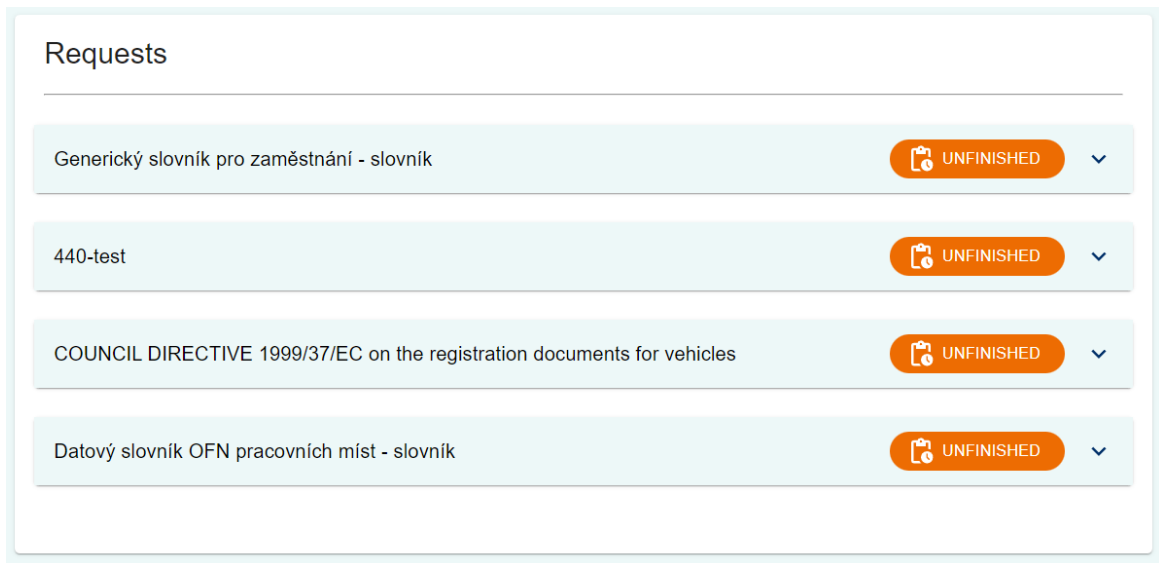 Requests
Generický slovník pro zaměstnání - slovník UNFINISHED
440-test UNFINISHED
COUNCIL DIRECTIVE 1999/37/EC on the registration documents for vehicles UNFINISHED
Datový slovník OFN pracovních míst - slovník UNFINISHED